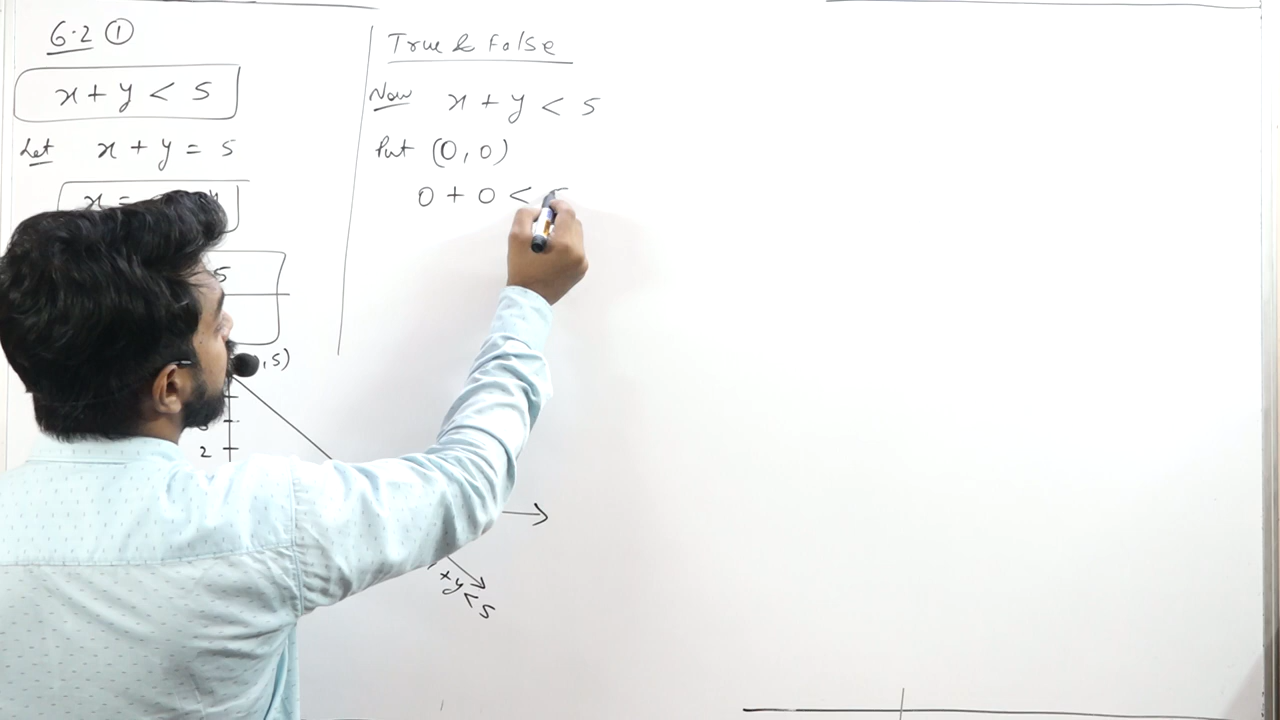 6.2 ①
x + y < 5
Let x + y = 5
x =
5
, 5)
2
+y < 5
True & False
Now x + y < 5
Put (0, 0)
0 + 0 <